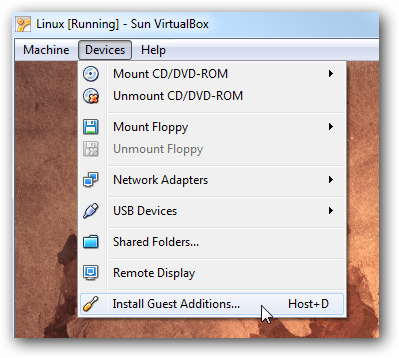 Linux [Running] - Sun VirtualBox
Machine Devices Help
Mount CD/DVD-ROM
Unmount CD/DVD-ROM
Mount Floppy
Unmount Floppy
Network Adapters
USB Devices
Shared Folders...
Remote Display
Install Guest Additions... Host+D